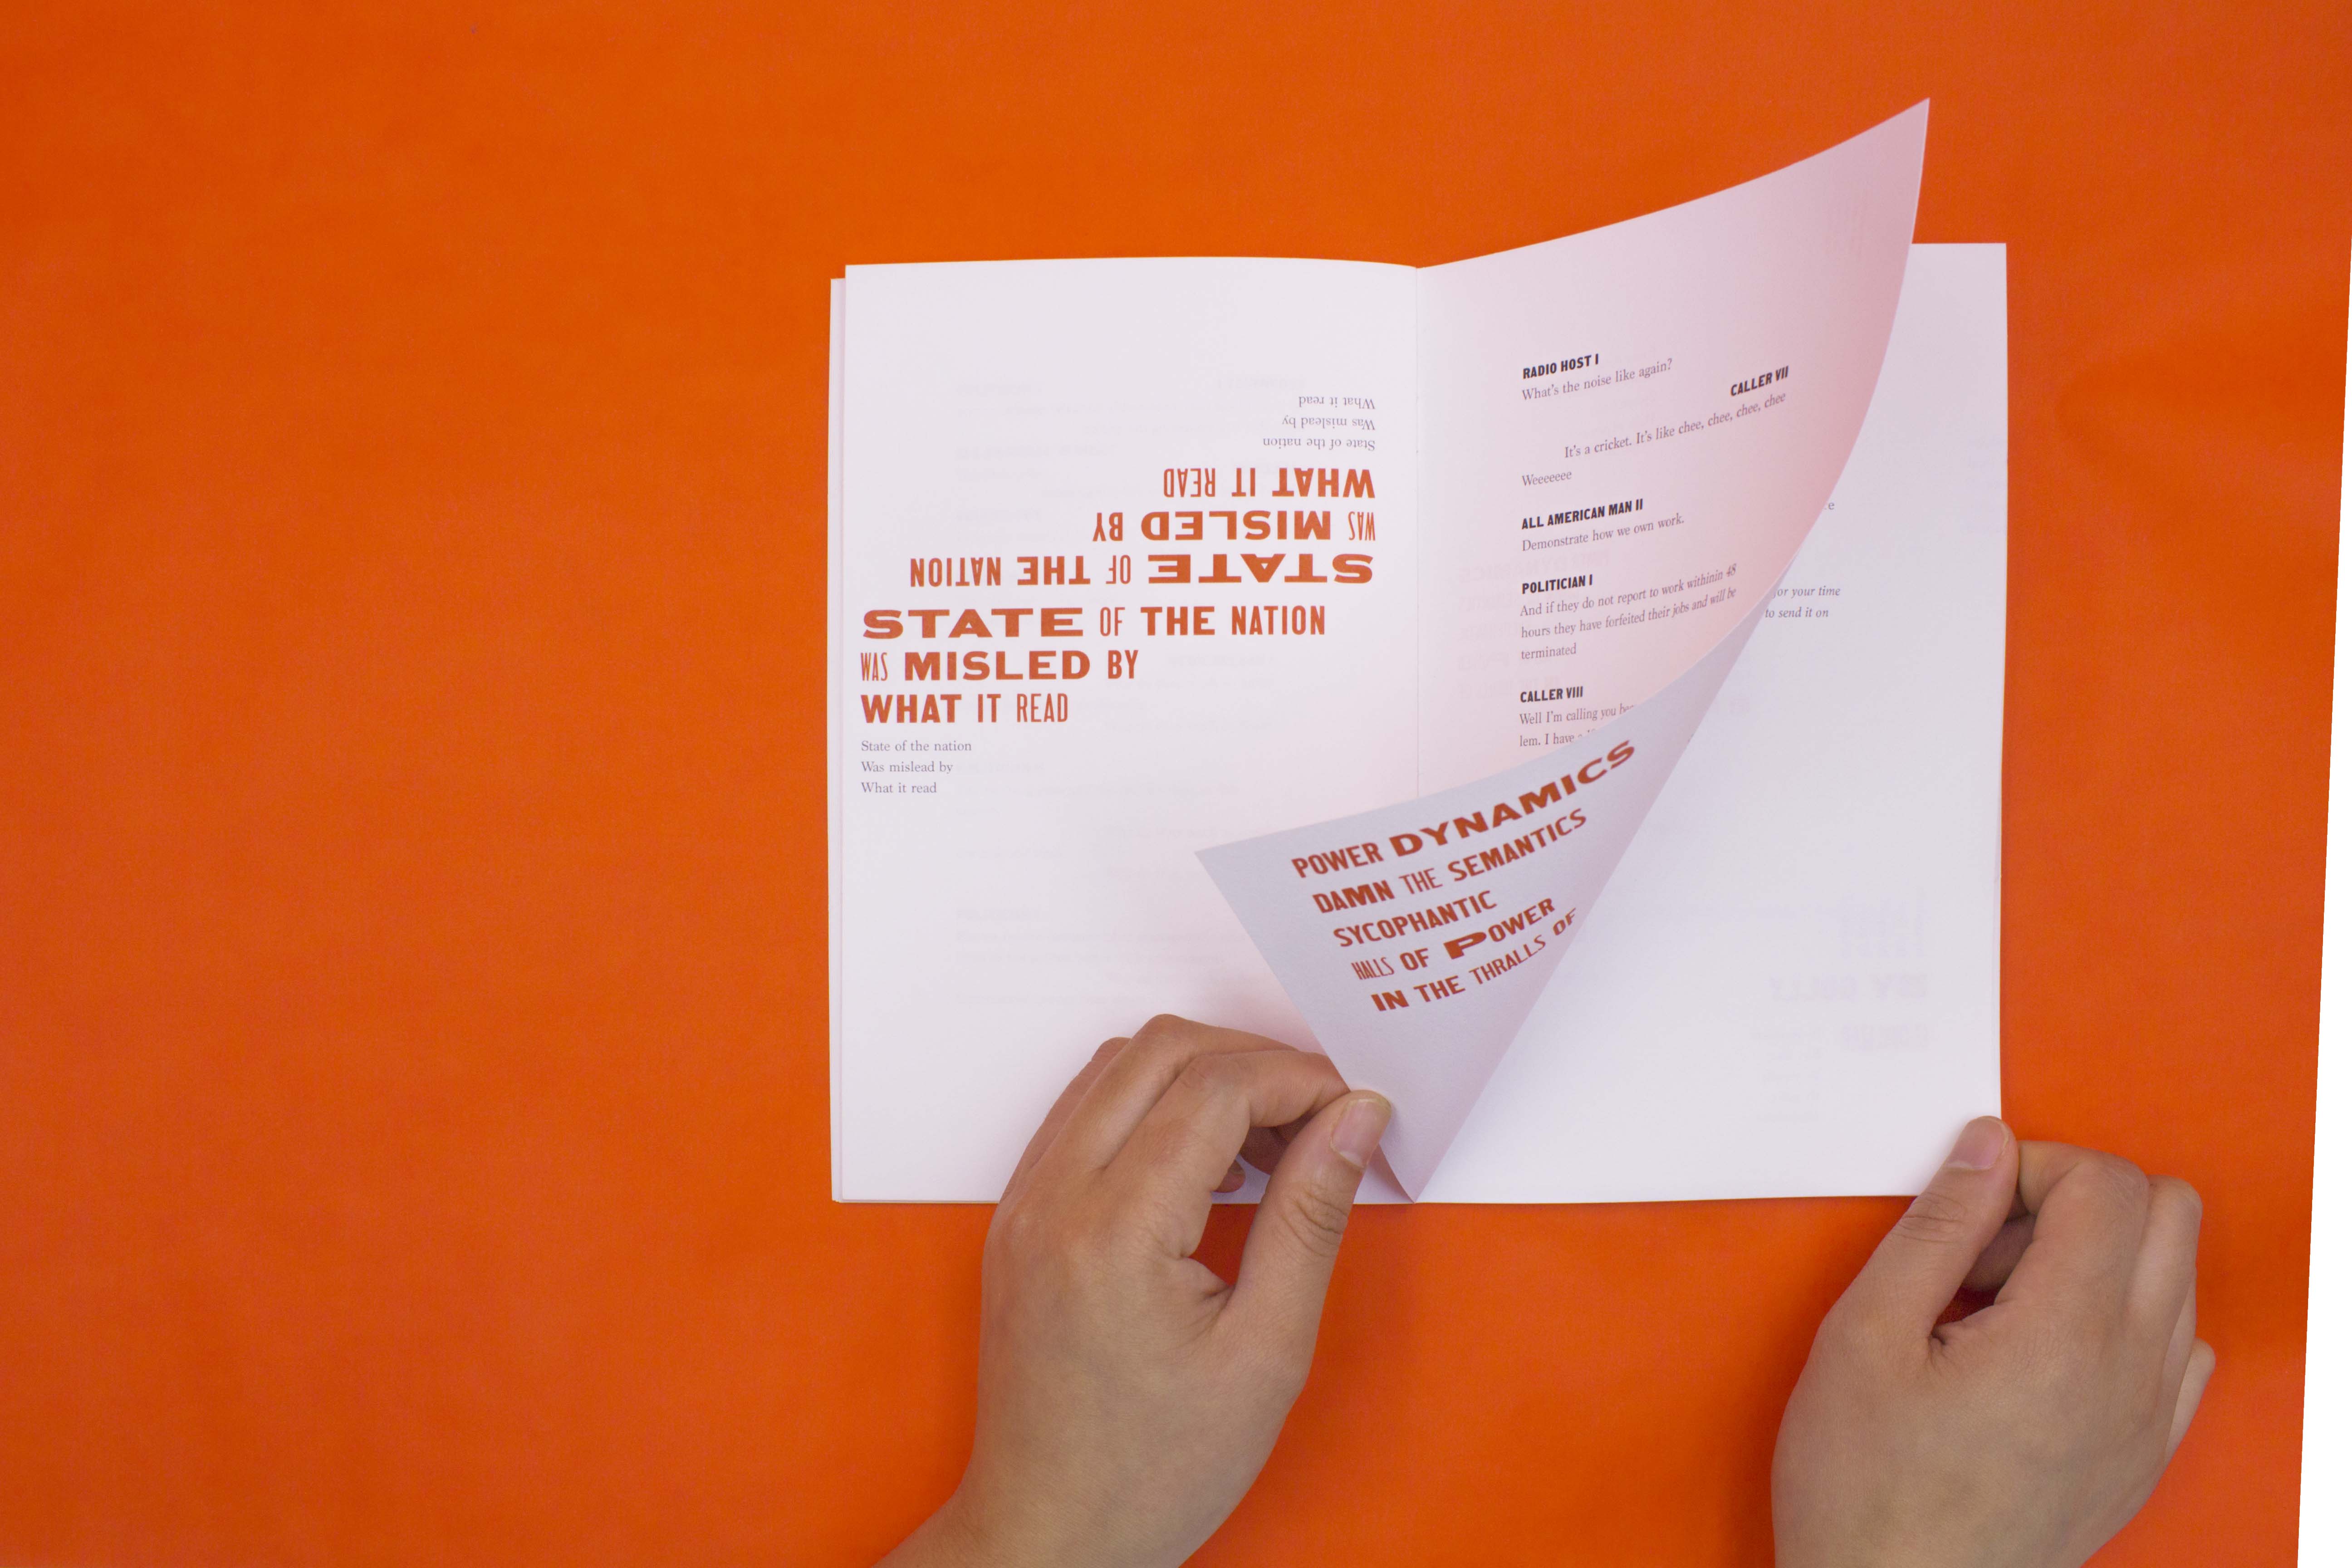 What it read
Was mislead by
State of the nation
WHAT IT READ
WAS MISLED BY
STATE OF THE NATION
STATE OF THE NATION
WAS MISLED BY
WHAT IT READ
State of the nation
Was mislead by
What it read
RADIO HOST I
What's the noise like again?
CALLER VII
It's a cricket. It's like chee, chee, chee, chee
Weeeeeee
ALL AMERICAN MAN II
Demonstrate how we own work.
POLITICIAN I
And if they do not report to work withinin 48
hours they have forfeited their jobs and will be
terminated
CALLER VIII
Well I'm calling you
lem. I have
POWER DYNAMICS
DAMN THE SEMANTICS
SYCOPHANTIC
HALLS OF POWER
IN THE THRALLS OF
for your time
to send it on